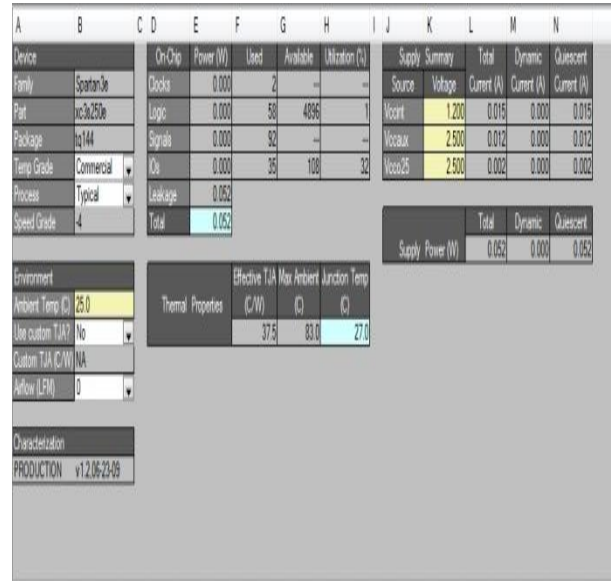 A B C D E F G H I J K L M N
Device On-Chip Power (W) Used Available Utilization (%) Supply Summary Total Dynamic Quiescent
Family Spartan3e Clocks 0.000 2 --- --- Source Voltage Current (A) Current (A) Current (A)
Part xc3s250e Logic 0.000 58 4896 1 Vccint 1.200 0.015 0.000 0.015
Package tq144 Signals 0.000 92 --- --- Vccaux 2.500 0.012 0.000 0.012
Temp Grade Commercial IOs 0.000 35 108 32 Vcco25 2.500 0.002 0.000 0.002
Process Typical Leakage 0.052
Speed Grade -4 Total 0.052 Total Dynamic Quiescent
Supply Power (W) 0.052 0.000 0.052
Environment Effective TJA Max Ambient Junction Temp
Ambient Temp (C) 25.0 Thermal Properties (C/W) (C) (C)
Use custom TJA? No 37.5 83.0 27.0
Custom TJA (C/W) NA
Airflow (LFM) 0
Characterization
PRODUCTION v1.2,06-23-09